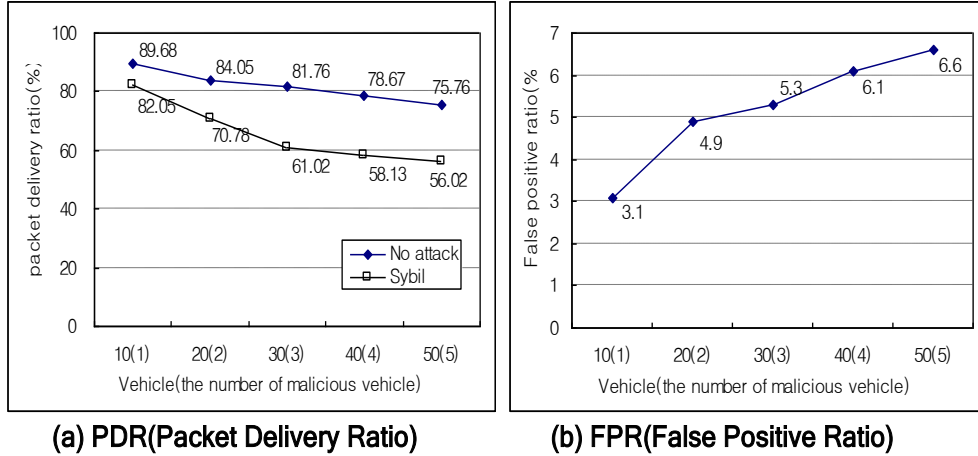 packet delivery ratio(%)
100
80
60
40
20
0
89.68
84.05
81.76
78.67
75.76
82.05
70.78
61.02
58.13
56.02
No attack
Sybil
10(1) 20(2) 30(3) 40(4) 50(5)
Vehicle(the number of malicious vehicle)
(a) PDR(Packet Delivery Ratio)
False positive ratio(%
7
6
5
4
3
2
1
0
3.1
4.9
5.3
6.1
6.6
10(1) 20(2) 30(3) 40(4) 50(5)
Vehicle(the number of malicious vehicle)
(b) FPR(False Positive Ratio)